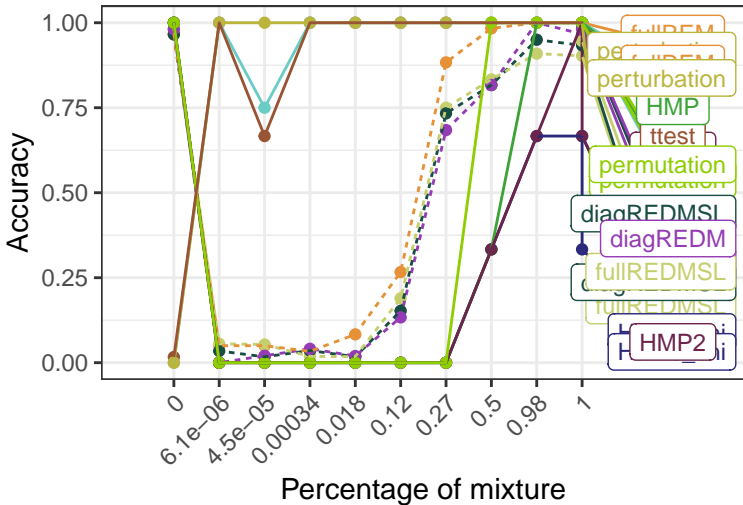 Accuracy
1.00
0.75
0.50
0.25
0.00
0
6.1e−06
4.5e−05
0.00034
0.018
0.12
0.27
0.5
0.98
1
Percentage of mixture
perturbation
HMP
ttest
permutation
diagREDMSL
diagREDM
fullREDMSL
fullREDMSL
HMP2